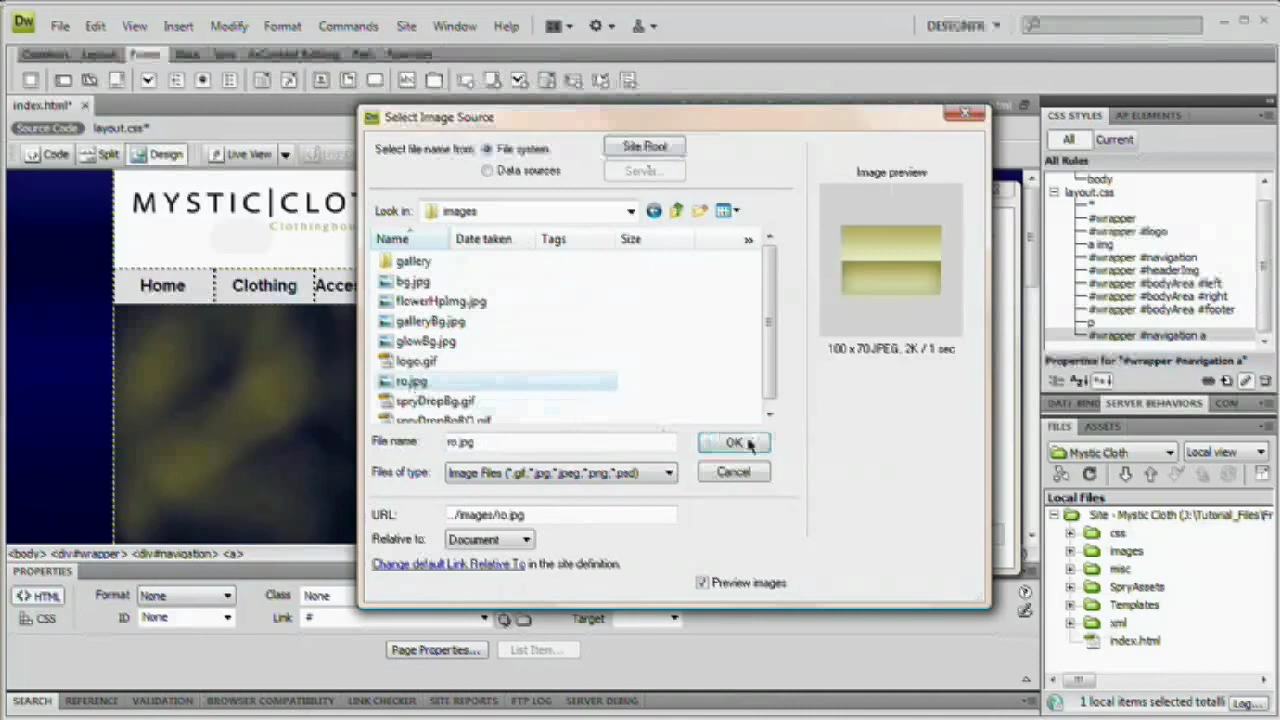 Dw File Edit View Insert Modify Format Commands Site Window Help DESIGNER
index.html* ×
Source Code layout.css*
Code Split Design Live View
MYSTIC|CLOT
Home Clothing Acce
Select Image Source
Select file name from: File system Site Root
Data sources Server...
Look in: images
Name Date taken Tags Size »
gallery
bg.jpg
flowerHpImg.jpg
galleryBg.jpg
glowBg.jpg
logo.gif
ro.jpg
spryDropBg.gif
File name: ro.jpg OK
Files of type: Image Files (*.gif;*.jpg;*.jpeg;*.png;*.psd) Cancel
URL: ../images/ro.jpg
Relative to: Document
Change default Link Relative To in the site definition.
Image preview
100 x 70 JPEG, 2K / 1 sec
Preview images
CSS STYLES AP ELEMENTS
All Current
All Rules
body
layout.css
*
#wrapper
#wrapper #logo
a img
#wrapper #navigation
#wrapper #headerImg
#wrapper #bodyArea #left
#wrapper #bodyArea #right
#wrapper #bodyArea #footer
p
#wrapper #navigation a
Properties for "#wrapper #navigation a"
SERVER BEHAVIORS
FILES ASSETS
Mystic Cloth Local view
Local Files
Site - Mystic Cloth (J:\Tutorial_Files\Fr
css
images
misc
SpryAssets
Templates
xml
index.html
1 local items selected totalli Log...
<body> <div#wrapper> <div#navigation> <a>
PROPERTIES
<> HTML Format None Class None
CSS ID None Link # Target
Page Properties... List Item...
SEARCH REFERENCE VALIDATION BROWSER COMPATIBILITY LINK CHECKER SITE REPORTS FTP LOG SERVER DEBUG